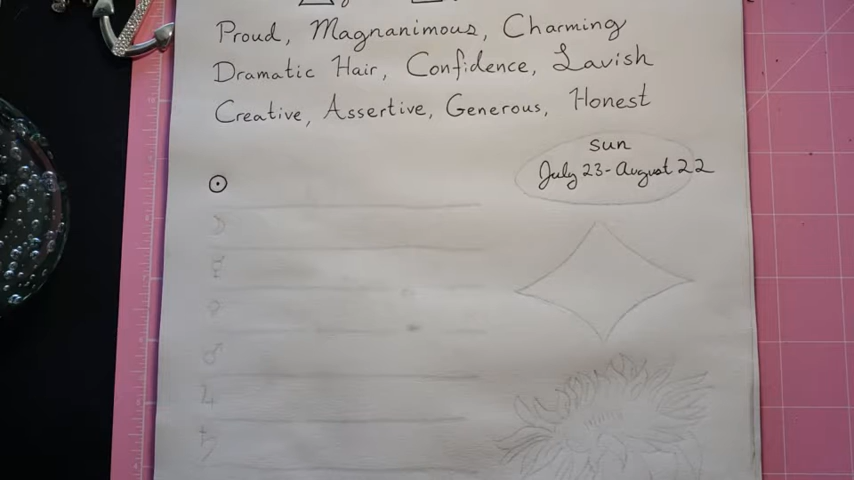 Proud, Magnanimous, Charming
Dramatic Hair, Confidence, Lavish
Creative, Assertive, Generous, Honest
Sun
July 23-August 22
☉
☽
☿
♀
♂
♃
♄